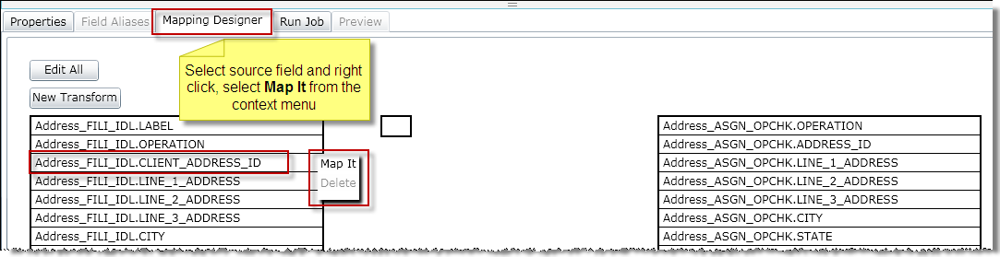 Properties Field Aliases Mapping Designer Run Job Preview
Select source field and right
click, select Map It from the
context menu
Edit All
New Transform
Address_FILI_IDL.LABEL
Address_FILI_IDL.OPERATION
Address_FILI_IDL.CLIENT_ADDRESS_ID
Address_FILI_IDL.LINE_1_ADDRESS
Address_FILI_IDL.LINE_2_ADDRESS
Address_FILI_IDL.LINE_3_ADDRESS
Address_FILI_IDL.CITY
Map It
Delete
Address_ASGN_OPCHK.OPERATION
Address_ASGN_OPCHK.ADDRESS_ID
Address_ASGN_OPCHK.LINE_1_ADDRESS
Address_ASGN_OPCHK.LINE_2_ADDRESS
Address_ASGN_OPCHK.LINE_3_ADDRESS
Address_ASGN_OPCHK.CITY
Address_ASGN_OPCHK.STATE